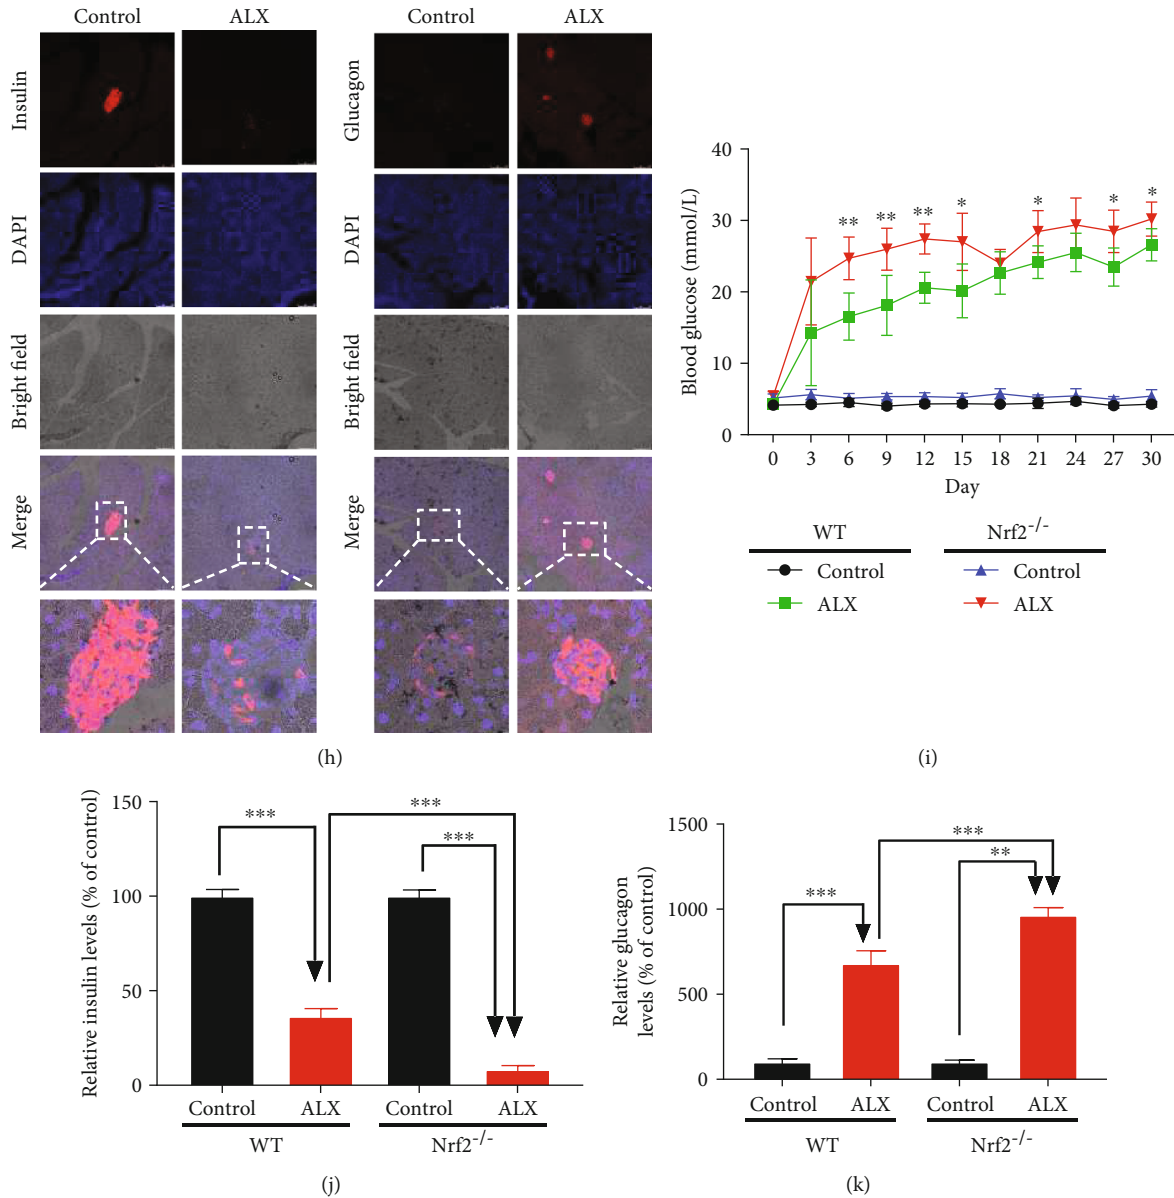 Control ALX Control ALX
Insulin
Glucagon
DAPI
DAPI
Bright field
Bright field
Merge
Merge
(h)
Blood glucose (mmol/L)
40
30
20
10
0
** ** ** * * * *
0 3 6 9 12 15 18 21 24 27 30
Day
WT Nrf2-/-
Control Control
ALX ALX
(i)
Relative insulin levels (% of control)
150
100
50
0
*** *** ***
Control ALX Control ALX
WT Nrf2-/-
(j)
Relative glucagon
levels (% of control)
1500
1000
500
0
*** *** **
Control ALX Control ALX
WT Nrf2-/-
(k)